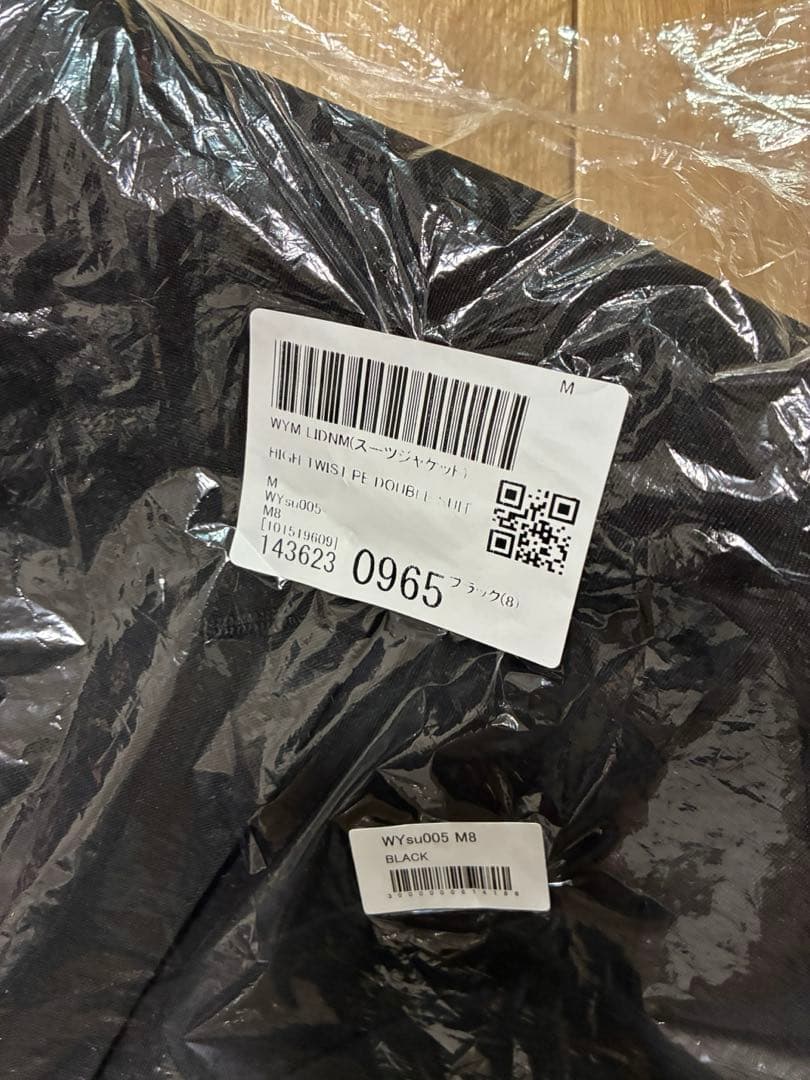 M
WYM LIDNM(スーツジャケット)
HIGH TWIST PE DOUBLE SUIT
M
WYsu005
M8
[101519609]
143623 0965 ブラック(8)
WYsu005 M8
BLACK